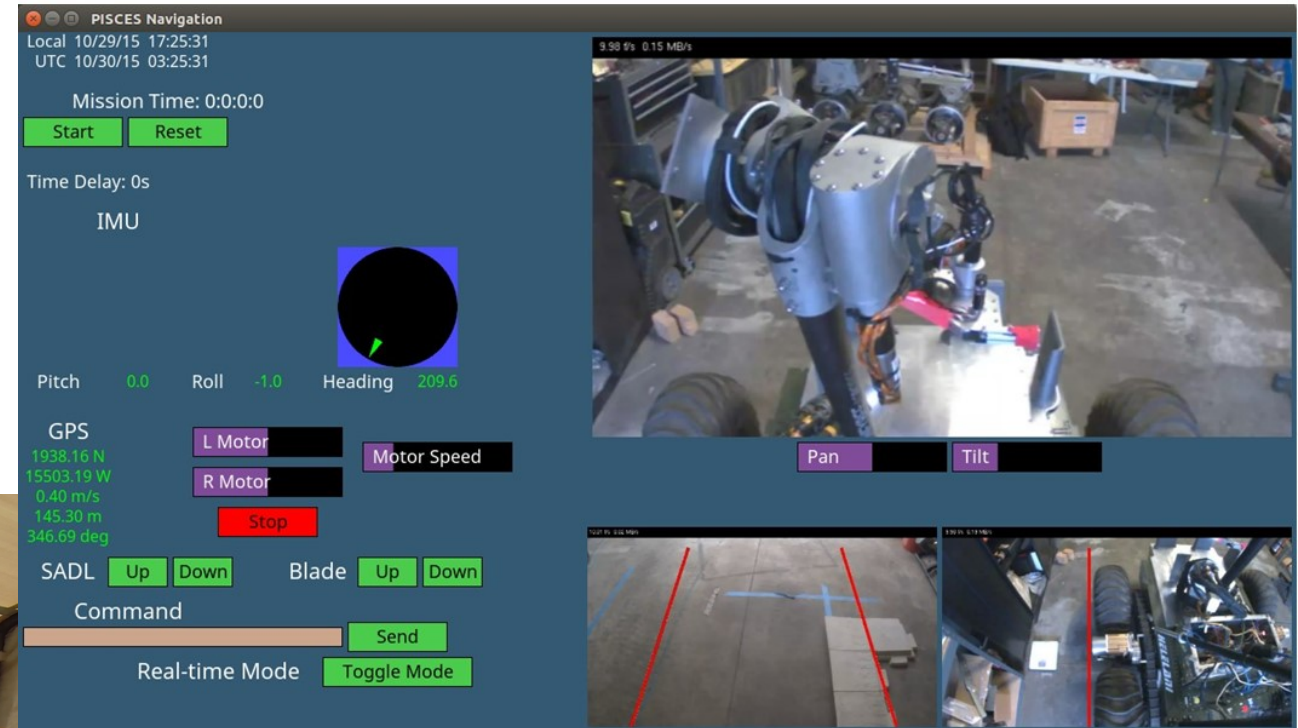 PISCES Navigation
Local 10/29/15 17:25:31
UTC 10/30/15 03:25:31
Mission Time: 0:0:0:0
Start Reset
Time Delay: 0s
IMU
Pitch 0.0 Roll -1.0 Heading 209.6
GPS
1938.16 N
15503.19 W
0.40 m/s
145.30 m
346.69 deg
L Motor
R Motor
Motor Speed
Stop
SADL Up Down Blade Up Down
Command
Send
Real-time Mode Toggle Mode
9.98 f/s 0.15 MB/s
Pan Tilt